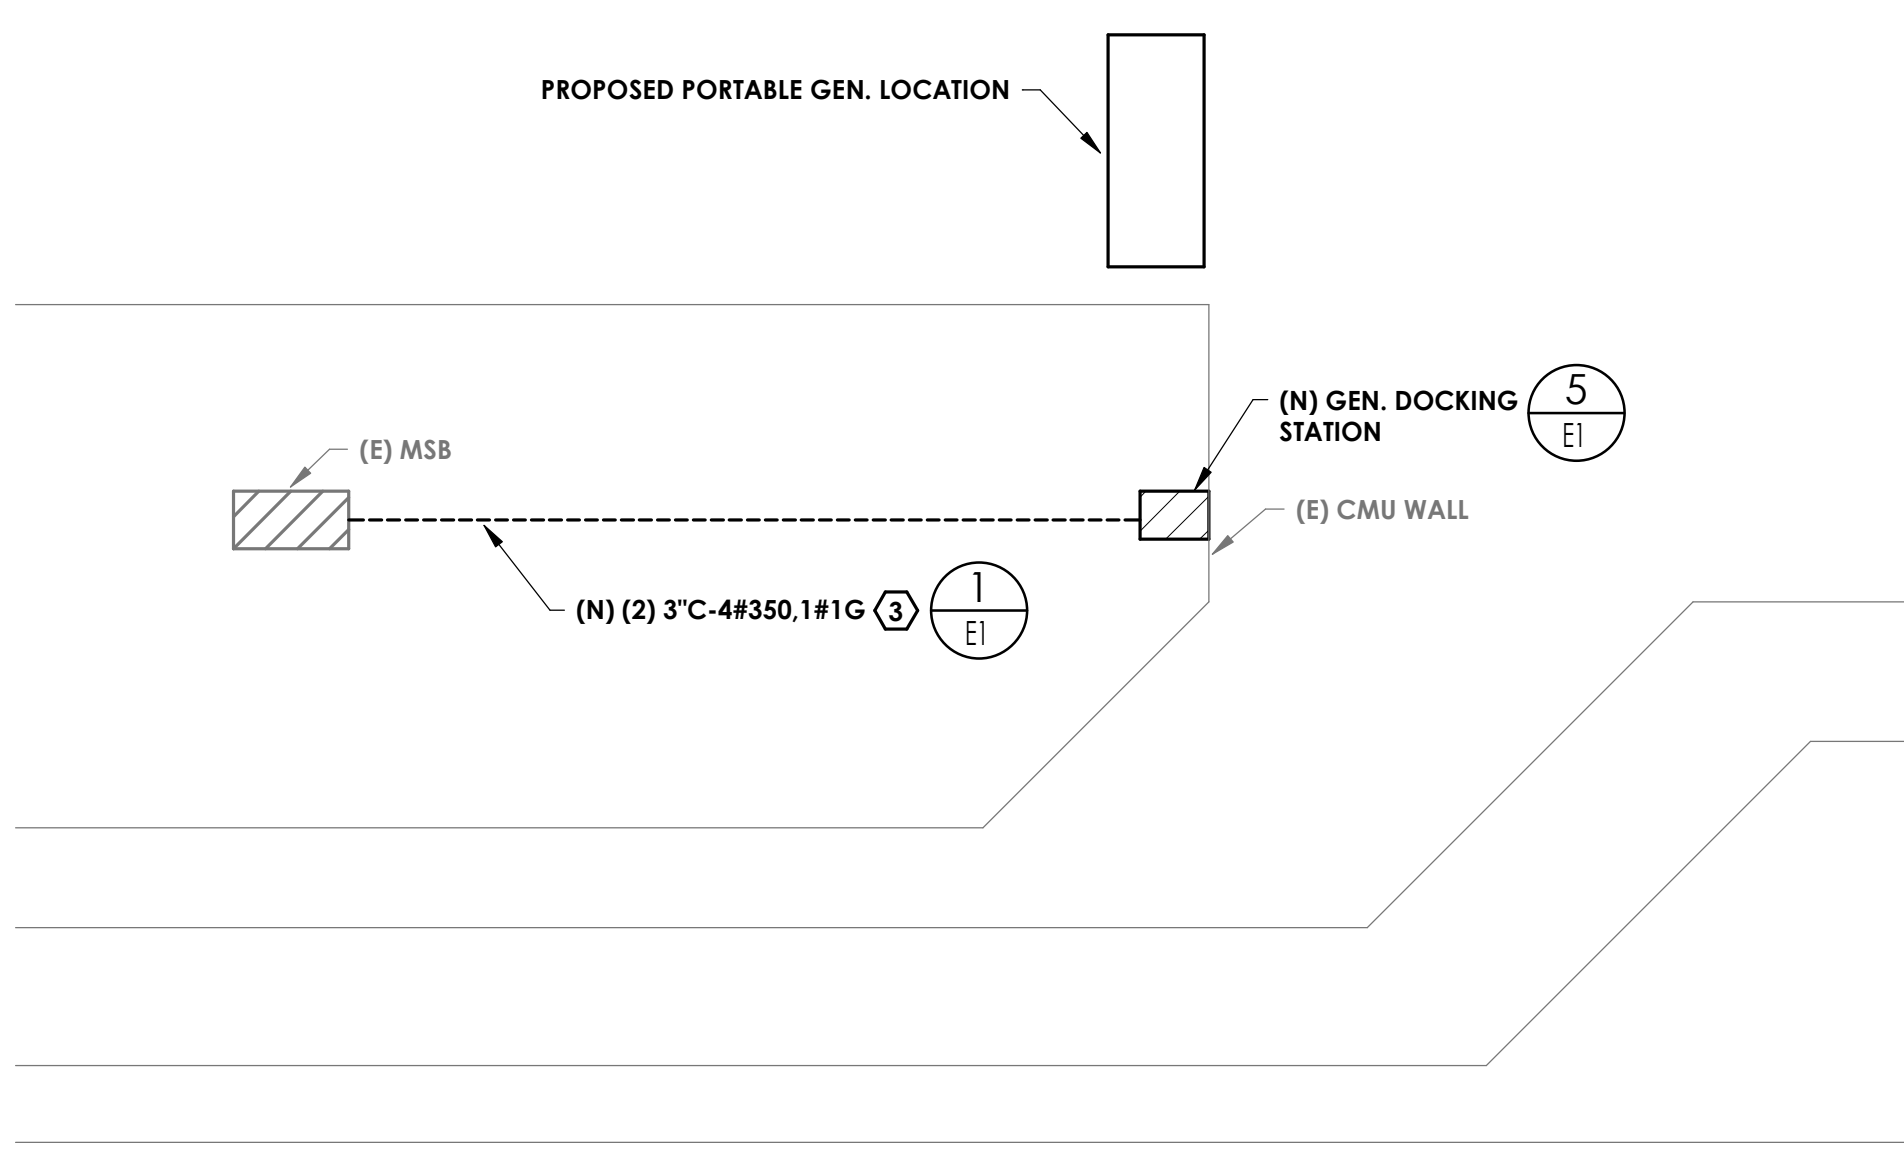 PROPOSED PORTABLE GEN. LOCATION
(N) GEN. DOCKING
STATION
5
E1
(E) MSB
(E) CMU WALL
(N) (2) 3"C-4#350,1#1G 3
1
E1